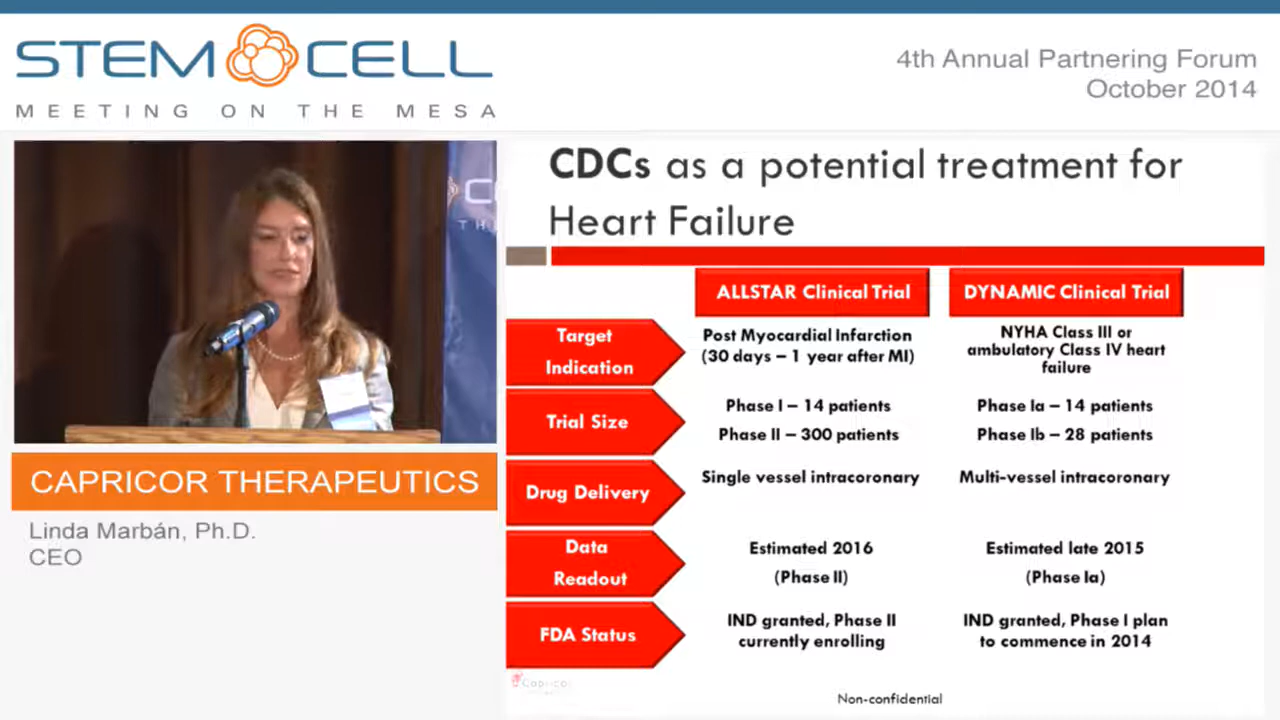 STEM CELL
MEETING ON THE MESA
4th Annual Partnering Forum
October 2014
CAPRICOR THERAPEUTICS
Linda Marbán, Ph.D.
CEO
CDCs as a potential treatment for
Heart Failure
ALLSTAR Clinical Trial
DYNAMIC Clinical Trial
Target
Indication
Post Myocardial Infarction
(30 days – 1 year after MI)
NYHA Class III or
ambulatory Class IV heart
failure
Trial Size
Phase I – 14 patients
Phase II – 300 patients
Phase Ia – 14 patients
Phase Ib – 28 patients
Drug Delivery
Single vessel intracoronary
Multi-vessel intracoronary
Data
Readout
Estimated 2016
(Phase II)
Estimated late 2015
(Phase Ia)
FDA Status
IND granted, Phase II
currently enrolling
IND granted, Phase I plan
to commence in 2014
Capricor
Non-confidential